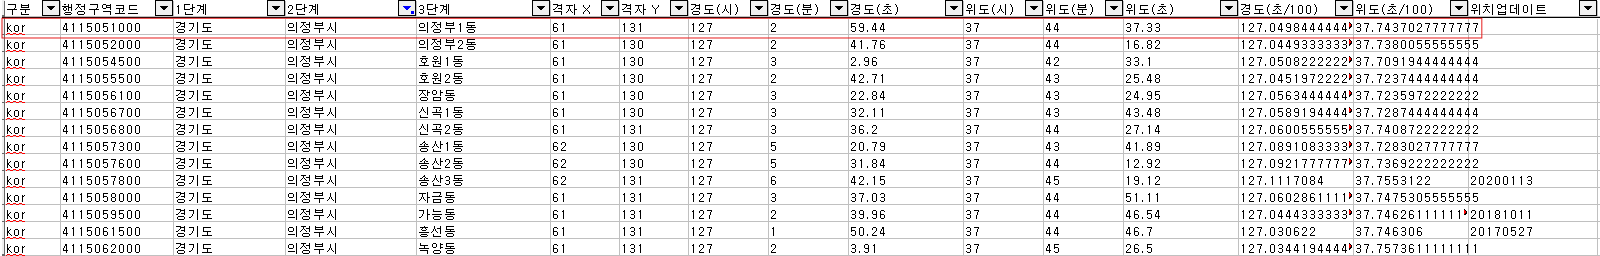 구분 행정구역코드 1단계 2단계 3단계 격자 X 격자 Y 경도(시) 경도(분) 경도(초) 위도(시) 위도(분) 위도(초) 경도(초/100) 위도(초/100) 위치업데이트
kor 4115051000 경기도 의정부시 의정부1동 61 131 127 2 59.44 37 44 37.33 127.0498444444 37.7437027777777
kor 4115052000 경기도 의정부시 의정부2동 61 130 127 2 41.76 37 44 16.82 127.0449333333 37.7380055555555
kor 4115054500 경기도 의정부시 호원1동 61 130 127 3 2.96 37 42 33.1 127.0508222222 37.7091944444444
kor 4115055500 경기도 의정부시 호원2동 61 130 127 2 42.71 37 43 25.48 127.0451972222 37.7237444444444
kor 4115056100 경기도 의정부시 장암동 61 130 127 3 22.84 37 43 24.95 127.0563444444 37.7235972222222
kor 4115056700 경기도 의정부시 신곡1동 61 130 127 3 32.11 37 43 43.48 127.0589194444 37.7287444444444
kor 4115056800 경기도 의정부시 신곡2동 61 131 127 3 36.2 37 44 27.14 127.0600555555 37.7408722222222
kor 4115057300 경기도 의정부시 송산1동 62 130 127 5 20.79 37 43 41.89 127.0891083333 37.7283027777777
kor 4115057600 경기도 의정부시 송산2동 62 130 127 5 31.84 37 44 12.92 127.0921777777 37.7369222222222
kor 4115057800 경기도 의정부시 송산3동 62 131 127 6 42.15 37 45 19.12 127.1117084 37.7553122 20200113
kor 4115058000 경기도 의정부시 자금동 61 131 127 3 37.03 37 44 51.11 127.0602861111 37.7475305555555
kor 4115059500 경기도 의정부시 가능동 61 131 127 2 39.96 37 44 46.54 127.0444333333 37.74626111111 20181011
kor 4115061500 경기도 의정부시 흥선동 61 131 127 1 50.24 37 44 46.7 127.030622 37.746306 20170527
kor 4115062000 경기도 의정부시 녹양동 61 131 127 2 3.91 37 45 26.5 127.0344194444 37.7573611111111